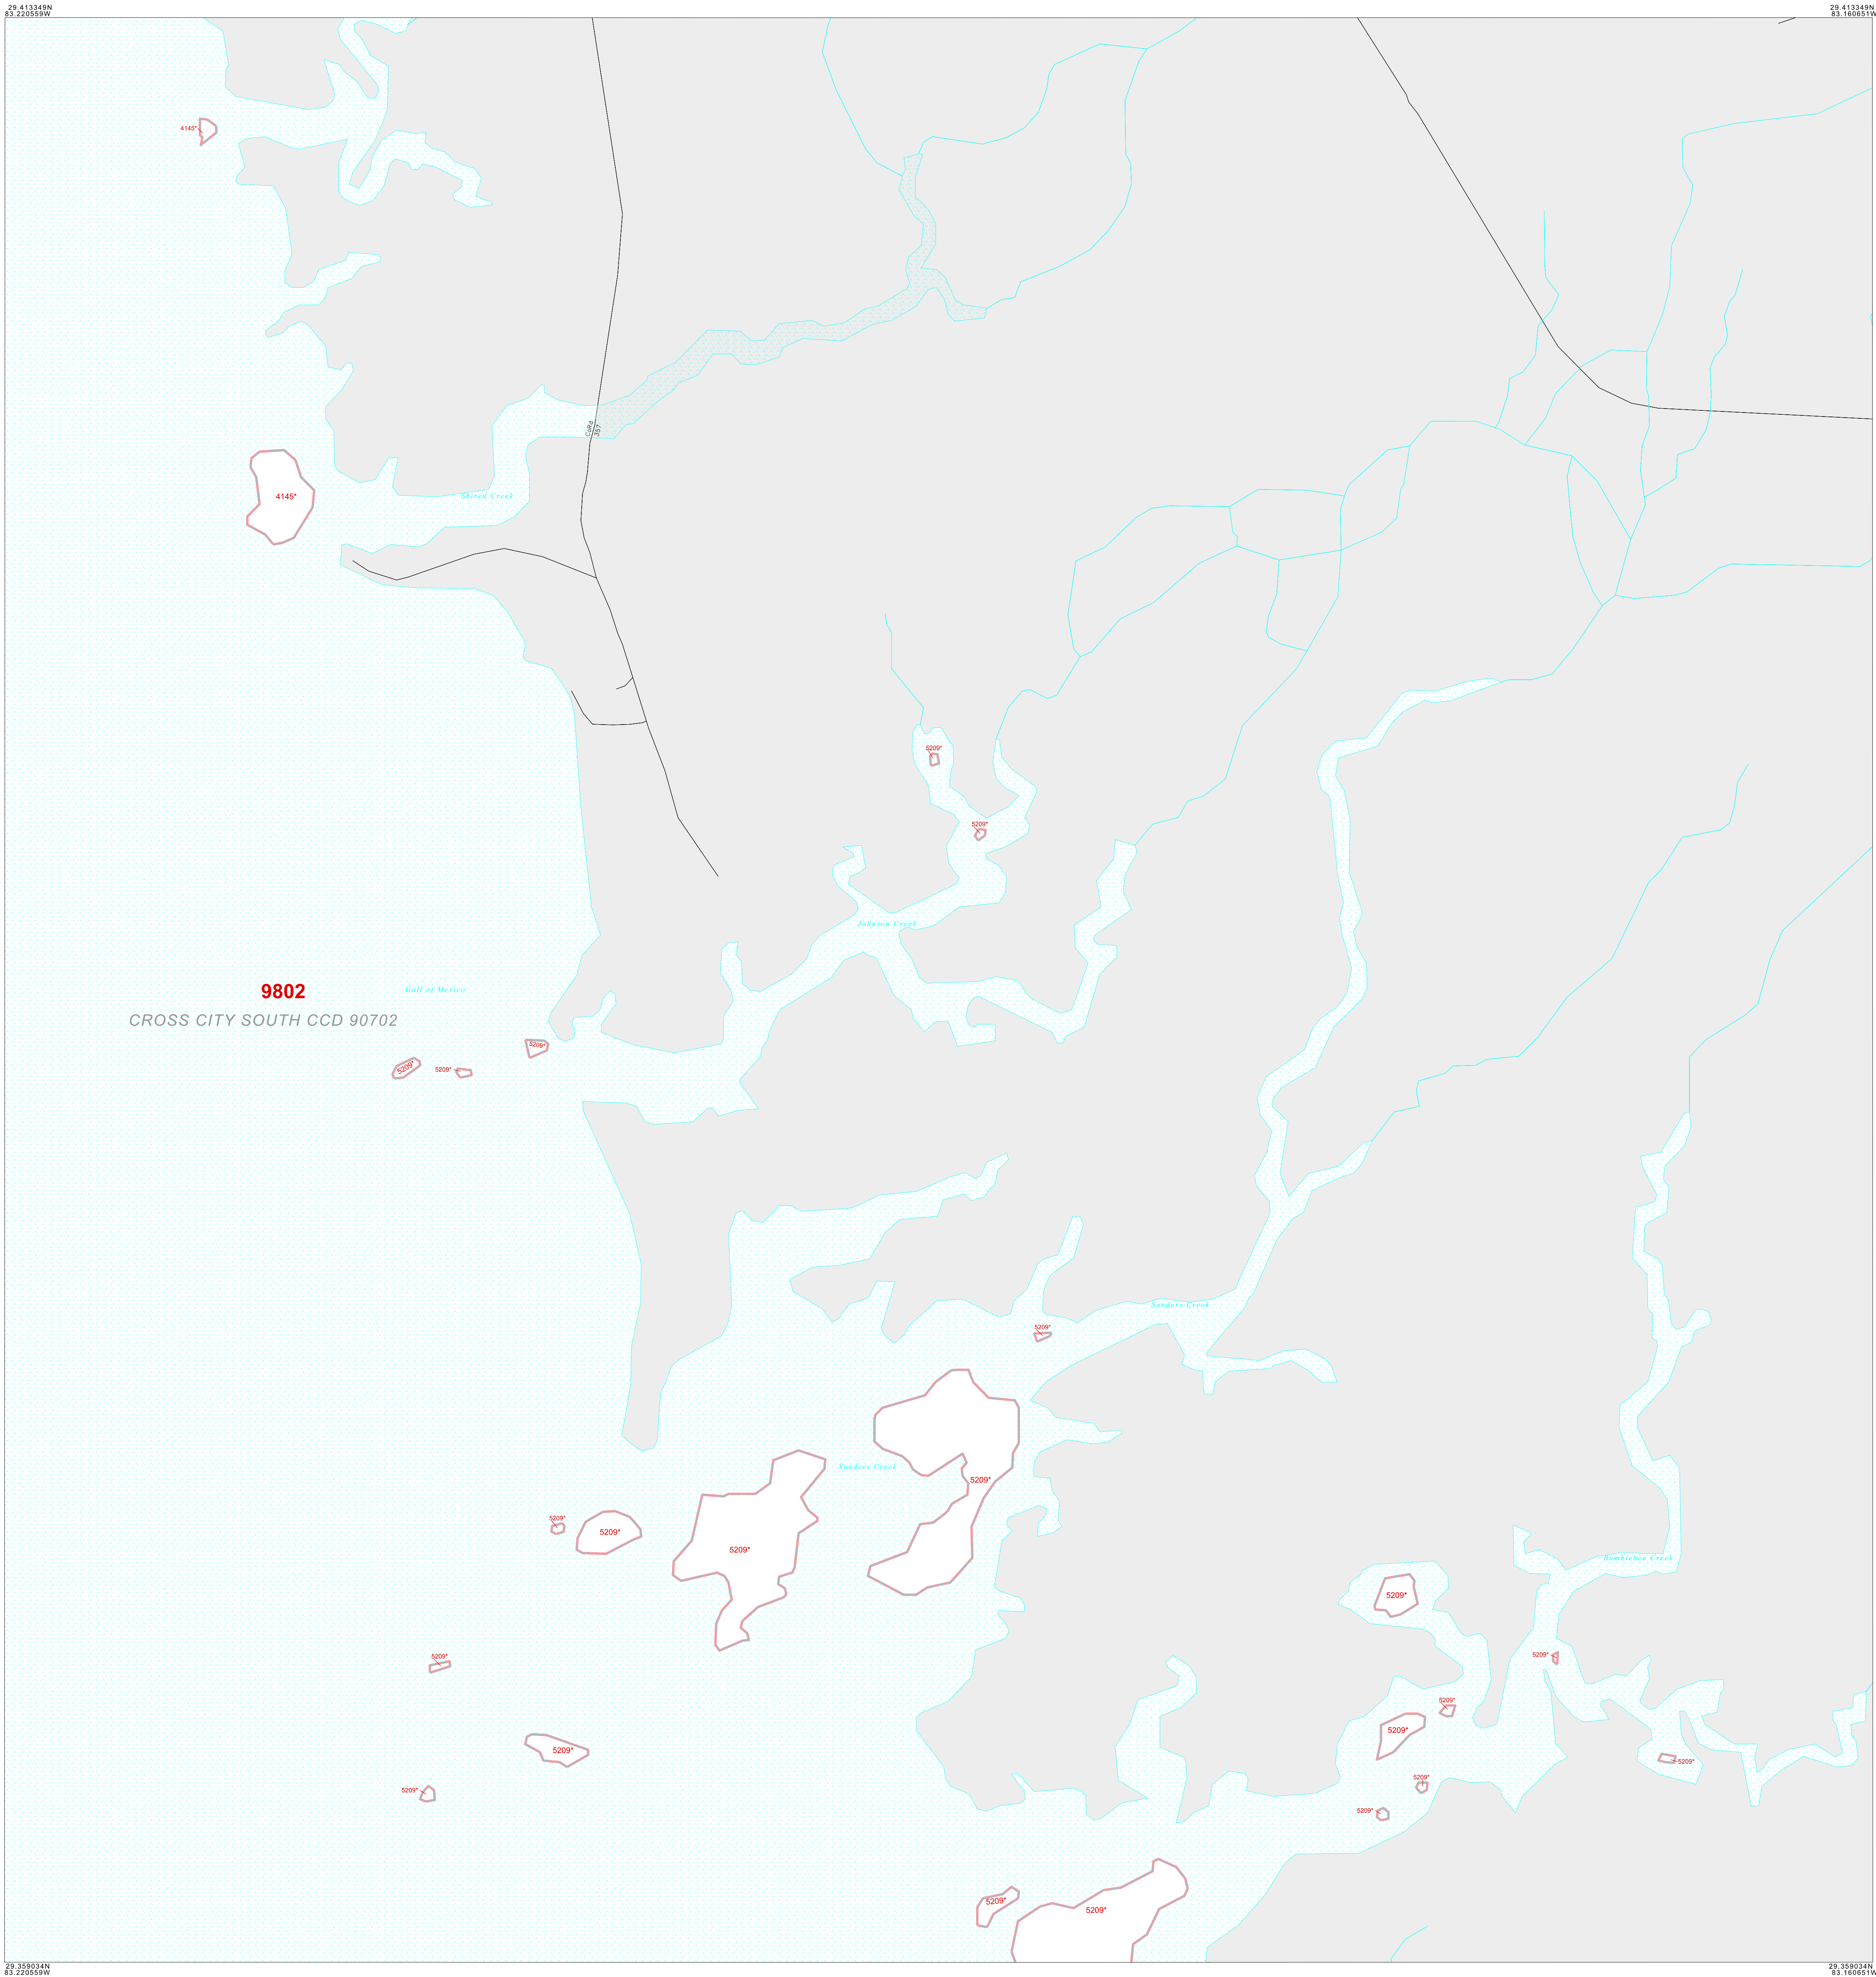 29.413349N
83.220559W
29.413349N
83.160651W
4145*
CoRd
357
4145*
Shired Creek
5209*
5209*
Johnson Creek
9802
Gulf of Mexico
CROSS CITY SOUTH CCD 90702
5209*
5209*
5209*
Sanders Creek
5209*
Sanders Creek
5209*
5209*
5209*
5209*
Bumblebee Creek
5209*
5209*
5209*
5209*
5209*
5209*
5209*
5209*
5209*
5209*
5209*
5209*
29.359034N
83.220559W
29.359034N
83.160651W